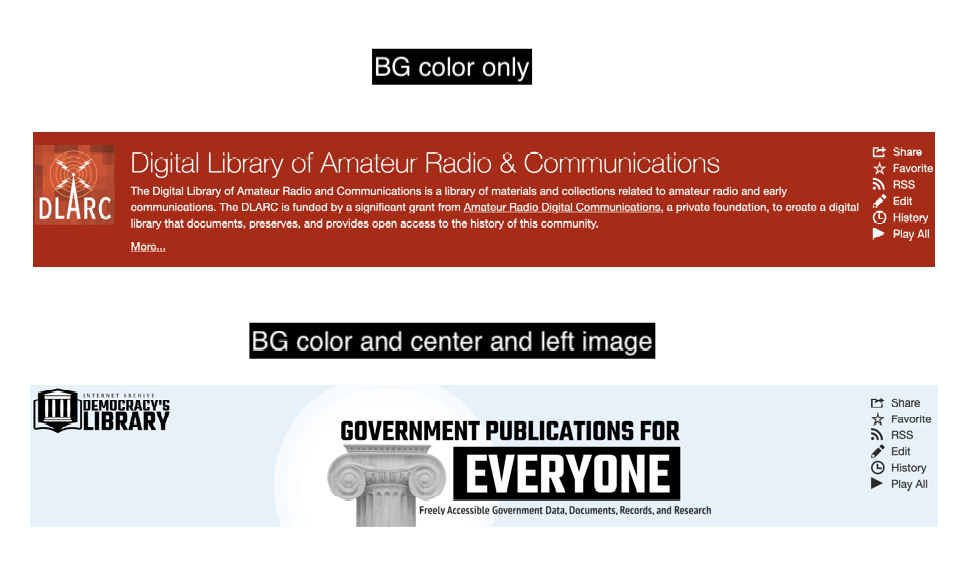 BG color only
DLARC
Digital Library of Amateur Radio & Communications
The Digital Library of Amateur Radio and Communications is a library of materials and collections related to amateur radio and early
communications. The DLARC is funded by a significant grant from Amateur Radio Digital Communications, a private foundation, to create a digital
library that documents, preserves, and provides open access to the history of this community.
More...
Share
Favorite
RSS
Edit
History
Play All
BG color and center and left image
INTERNET ARCHIVE
DEMOCRACY'S
LIBRARY
GOVERNMENT PUBLICATIONS FOR
EVERYONE
Freely Accessible Government Data, Documents, Records, and Research
Share
Favorite
RSS
Edit
History
Play All